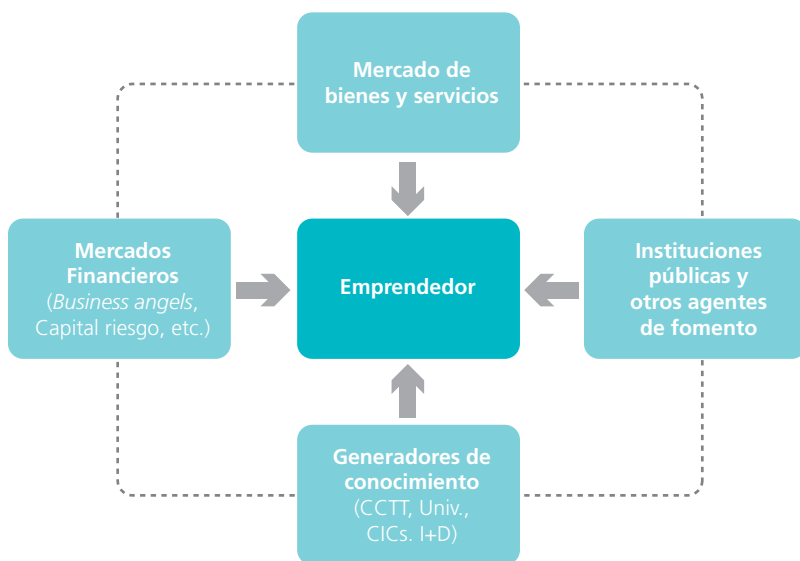 Mercado de
bienes y servicios
Mercados
Financieros
(Business angels,
Capital riesgo, etc.)
Emprendedor
Instituciones
públicas y
otros agentes
de fomento
Generadores de
conocimiento
(CCTT, Univ.,
CICs. I+D)